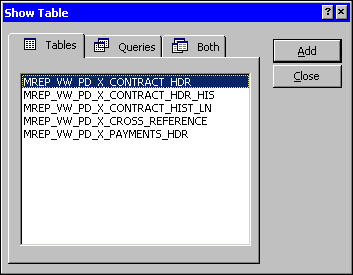 Show Table
Tables Queries Both
Add
Close
MREP_VW_PD_X_CONTRACT_HDR
MREP_VW_PD_X_CONTRACT_HDR_HIS
MREP_VW_PD_X_CONTRACT_HIST_LN
MREP_VW_PD_X_CROSS_REFERENCE
MREP_VW_PD_X_PAYMENTS_HDR